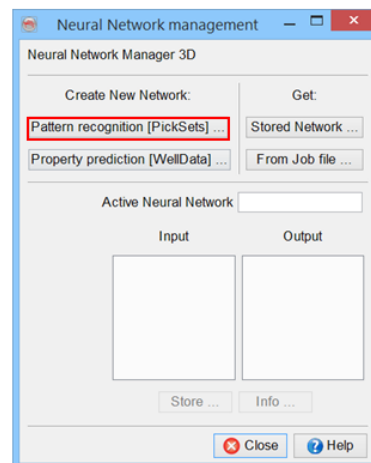 Neural Network management
Neural Network Manager 3D
Create New Network:
Get:
Pattern recognition [PickSets] ...
Stored Network ...
Property prediction [WellData] ...
From Job file ...
Active Neural Network
Input
Output
Store ...
Info ...
Close
Help